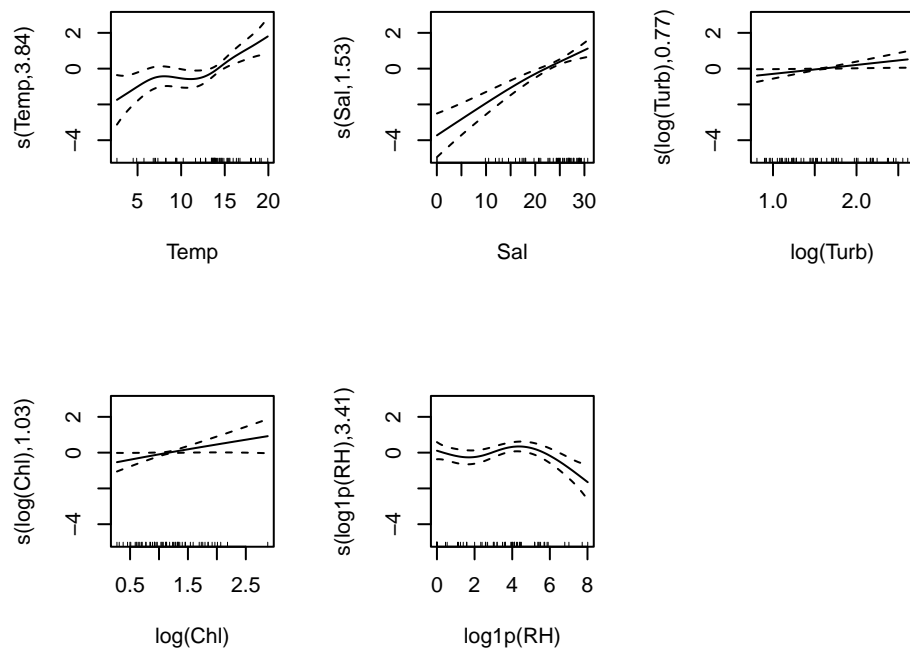 s(Temp,3.84)
2
0
−4
5 10 15 20
Temp
s(Sal,1.53)
2
0
−4
0 10 20 30
Sal
s(log(Turb),0.77)
2
0
−4
1.0 2.0
log(Turb)
s(log(Chl),1.03)
2
0
−4
0.5 1.5 2.5
log(Chl)
s(log1p(RH),3.41)
2
0
−4
0 2 4 6 8
log1p(RH)